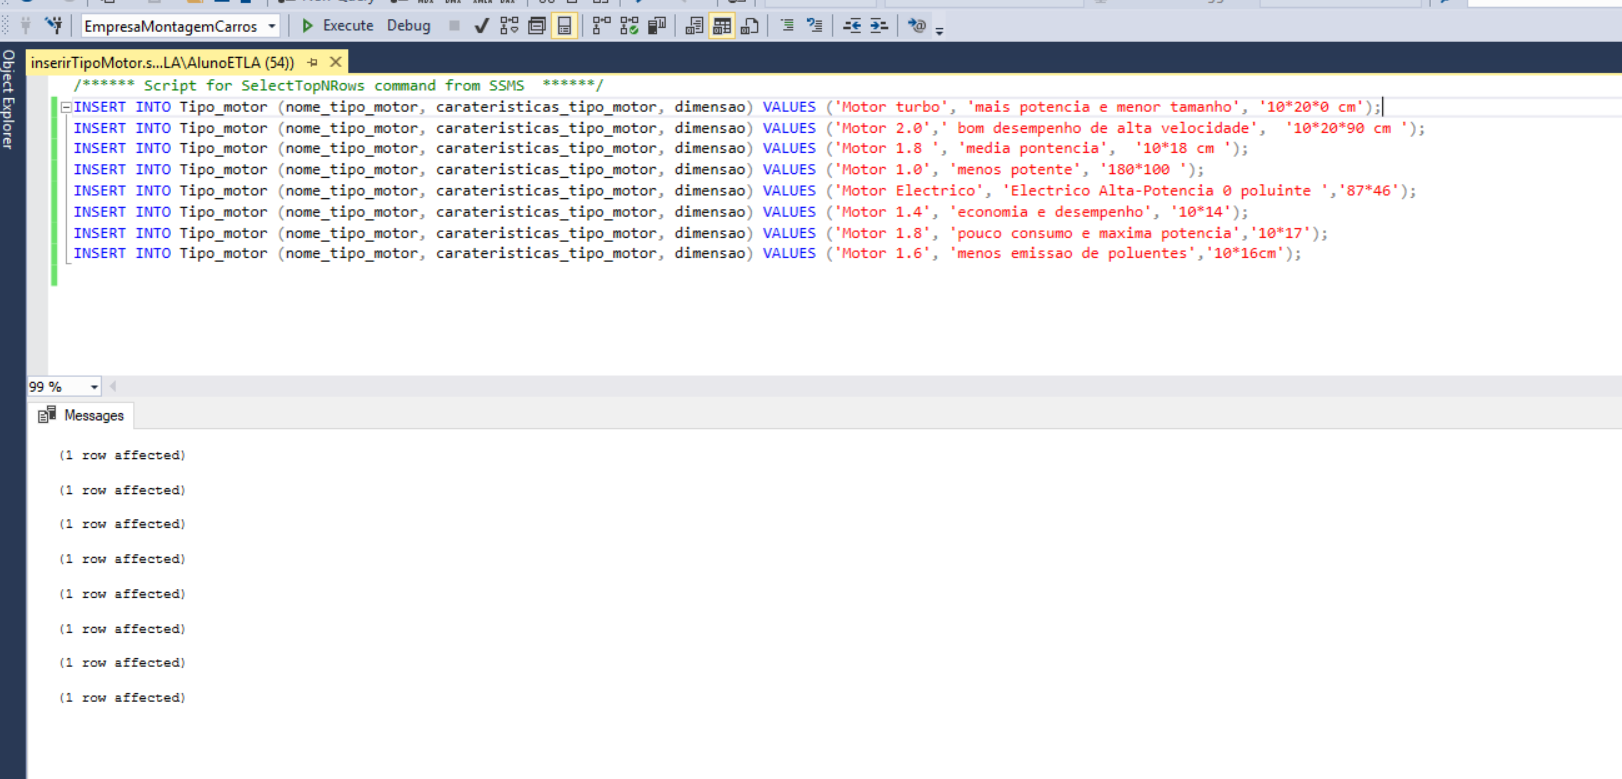 EmpresaMontagemCarros
Execute
Debug
Object Explorer
inserirTipoMotor.s...LA\AlunoETLA (54))
/****** Script for SelectTopNRows command from SSMS  ******/
INSERT INTO Tipo_motor (nome_tipo_motor, carateristicas_tipo_motor, dimensao) VALUES ('Motor turbo', 'mais potencia e menor tamanho', '10*20*0 cm');
INSERT INTO Tipo_motor (nome_tipo_motor, carateristicas_tipo_motor, dimensao) VALUES ('Motor 2.0',' bom desempenho de alta velocidade',  '10*20*90 cm ');
INSERT INTO Tipo_motor (nome_tipo_motor, carateristicas_tipo_motor, dimensao) VALUES ('Motor 1.8 ', 'media pontencia',  '10*18 cm ');
INSERT INTO Tipo_motor (nome_tipo_motor, carateristicas_tipo_motor, dimensao) VALUES ('Motor 1.0', 'menos potente', '180*100 ');
INSERT INTO Tipo_motor (nome_tipo_motor, carateristicas_tipo_motor, dimensao) VALUES ('Motor Electrico', 'Electrico Alta-Potencia 0 poluinte ','87*46');
INSERT INTO Tipo_motor (nome_tipo_motor, carateristicas_tipo_motor, dimensao) VALUES ('Motor 1.4', 'economia e desempenho', '10*14');
INSERT INTO Tipo_motor (nome_tipo_motor, carateristicas_tipo_motor, dimensao) VALUES ('Motor 1.8', 'pouco consumo e maxima potencia','10*17');
INSERT INTO Tipo_motor (nome_tipo_motor, carateristicas_tipo_motor, dimensao) VALUES ('Motor 1.6', 'menos emissao de poluentes','10*16cm');
99 %
Messages
(1 row affected)
(1 row affected)
(1 row affected)
(1 row affected)
(1 row affected)
(1 row affected)
(1 row affected)
(1 row affected)